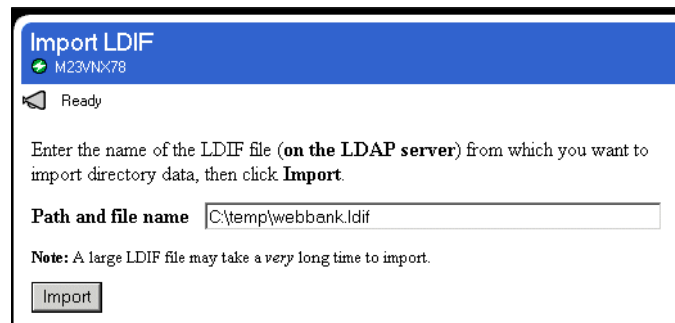 Import LDIF
M23VNX78
Ready
Enter the name of the LDIF file (on the LDAP server) from which you want to
import directory data, then click Import.
Path and file name C:\temp\webbank.ldif
Note: A large LDIF file may take a very long time to import.
Import